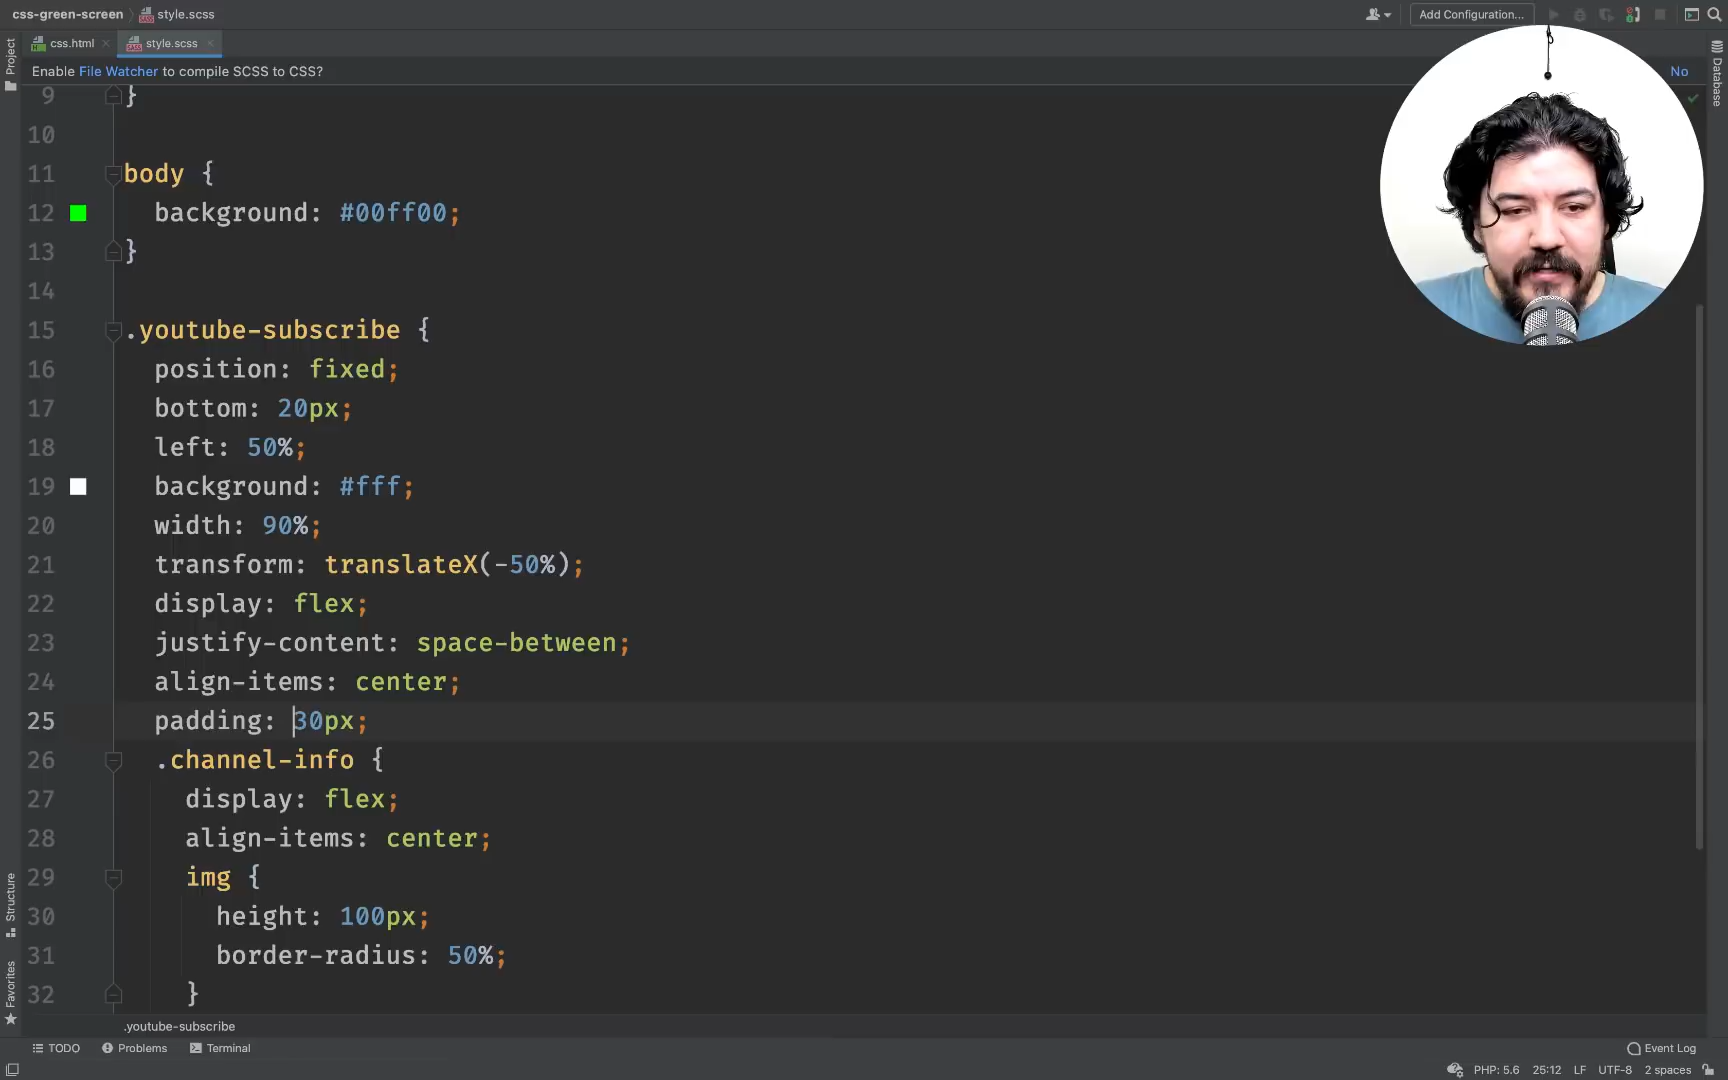 css-green-screen style.scss
Add Configuration...
Project
css.html
style.scss
Database
Enable File Watcher to compile SCSS to CSS?
No
9 }
10
11 body {
12 background: #00ff00;
13 }
14
15 .youtube-subscribe {
16 position: fixed;
17 bottom: 20px;
18 left: 50%;
19 background: #fff;
20 width: 90%;
21 transform: translateX(-50%);
22 display: flex;
23 justify-content: space-between;
24 align-items: center;
25 padding: 30px;
26 .channel-info {
27 display: flex;
28 align-items: center;
29 img {
30 height: 100px;
31 border-radius: 50%;
32 }
Structure
Favorites
.youtube-subscribe
TODO Problems Terminal Event Log
PHP: 5.6 25:12 LF UTF-8 2 spaces